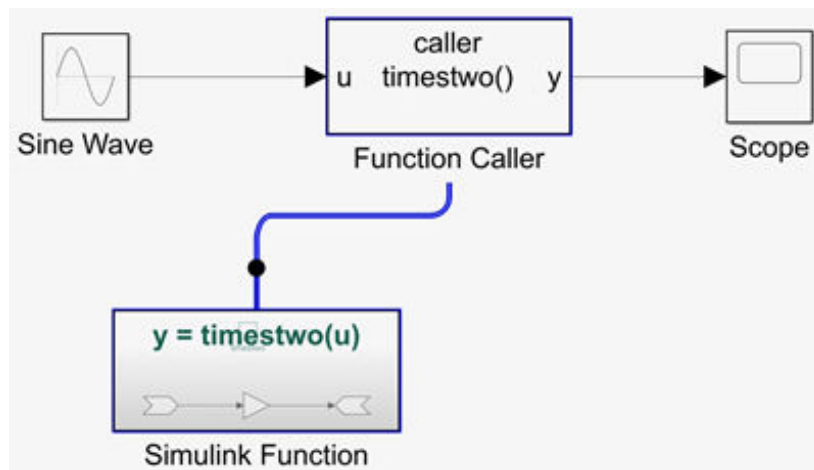 caller
u timestwo() y
Sine Wave
Function Caller
Scope
y = timestwo(u)
Simulink Function